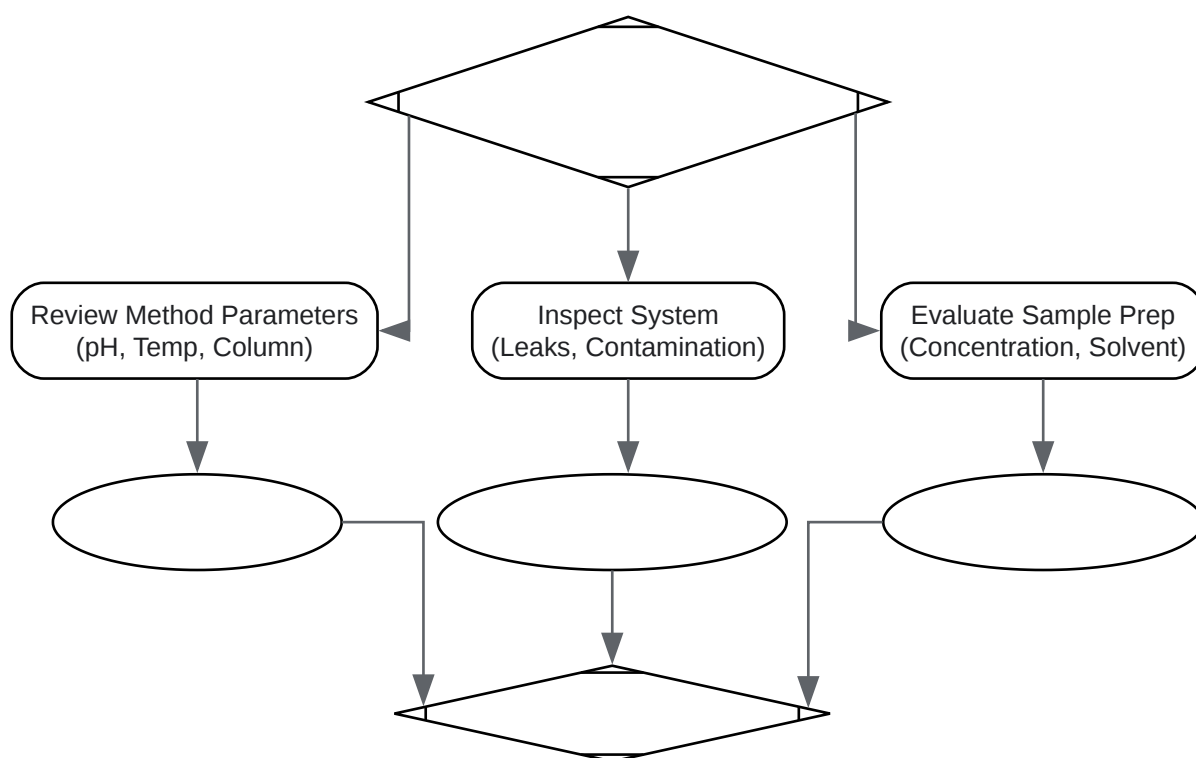 Review Method Parameters
(pH, Temp, Column)
Inspect System
(Leaks, Contamination)
Evaluate Sample Prep
(Concentration, Solvent)